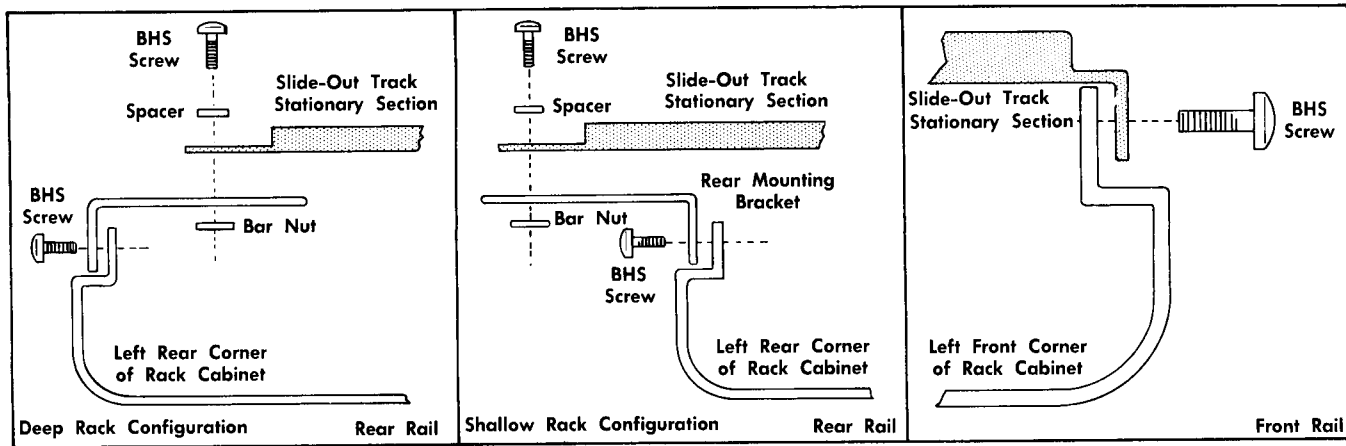 BHS
Screw
Slide-Out Track
Stationary Section
Spacer
BHS
Screw
Bar Nut
Left Rear Corner
of Rack Cabinet
Deep Rack Configuration
Rear Rail
BHS
Screw
Slide-Out Track
Stationary Section
Spacer
Rear Mounting
Bracket
Bar Nut
BHS
Screw
Left Rear Corner
of Rack Cabinet
Shallow Rack Configuration
Rear Rail
Slide-Out Track
Stationary Section
BHS
Screw
Left Front Corner
of Rack Cabinet
Front Rail